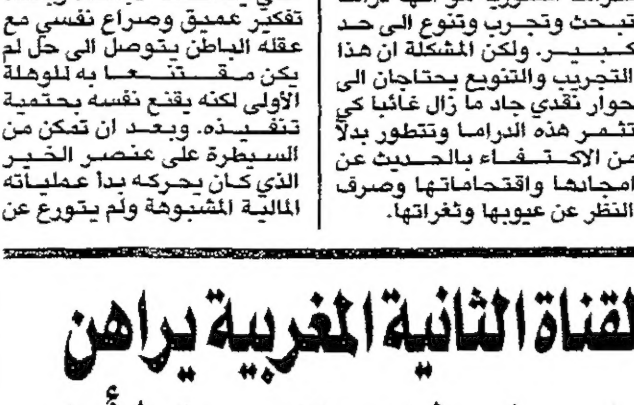 تبحث وتجرب وتنوع الى حد
كبير. ولكن المشكلة ان هذا
التجريب والتنويع يحتاجان الى
حوار نقدي جاد ما زال غائبا كي
تثمر هذه الدراما وتتطور بدلاً
من الاكتفاء بالحديث عن
امجادها واقتحاماتها وصرف
النظر عن عيوبها وثغراتها.
تفكير عميق وصراع نفسي مع
عقله الباطن يتوصل الى حل لم
يكن مقتنعا به للوهلة
الأولى لكنه يقنع نفسه بحتمية
تنفيذه. وبعد ان تمكن من
السيطرة على عنصر الخير
الذي كان يحركه بدأ عملياته
المالية المشبوهة ولم يتورع عن
لقناة الثانية المغربية يراهن